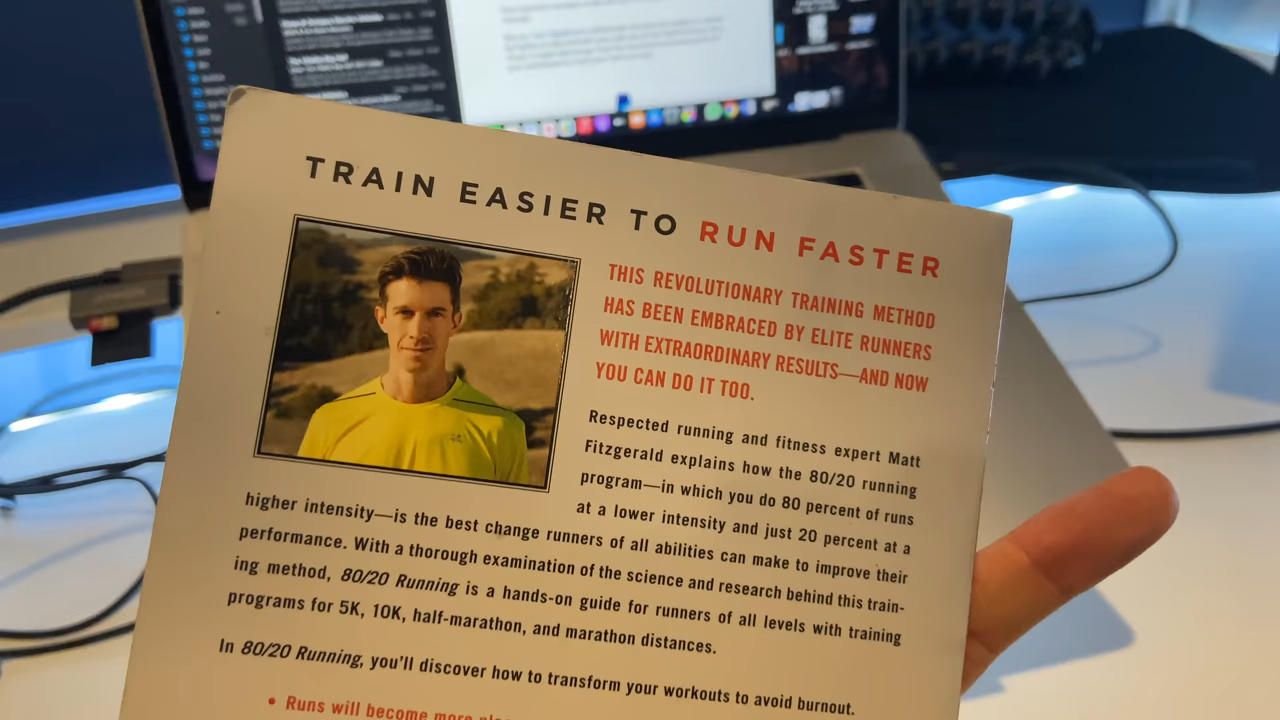 TRAIN EASIER TO RUN FASTER
THIS REVOLUTIONARY TRAINING METHOD
HAS BEEN EMBRACED BY ELITE RUNNERS
WITH EXTRAORDINARY RESULTS—AND NOW
YOU CAN DO IT TOO.
Respected running and fitness expert Matt
Fitzgerald explains how the 80/20 running
program—in which you do 80 percent of runs
at a lower intensity and just 20 percent at a
higher intensity—is the best change runners of all abilities can make to improve their
performance. With a thorough examination of the science and research behind this train-
ing method, 80/20 Running is a hands-on guide for runners of all levels with training
programs for 5K, 10K, half-marathon, and marathon distances.
In 80/20 Running, you'll discover how to transform your workouts to avoid burnout.
• Runs will become more